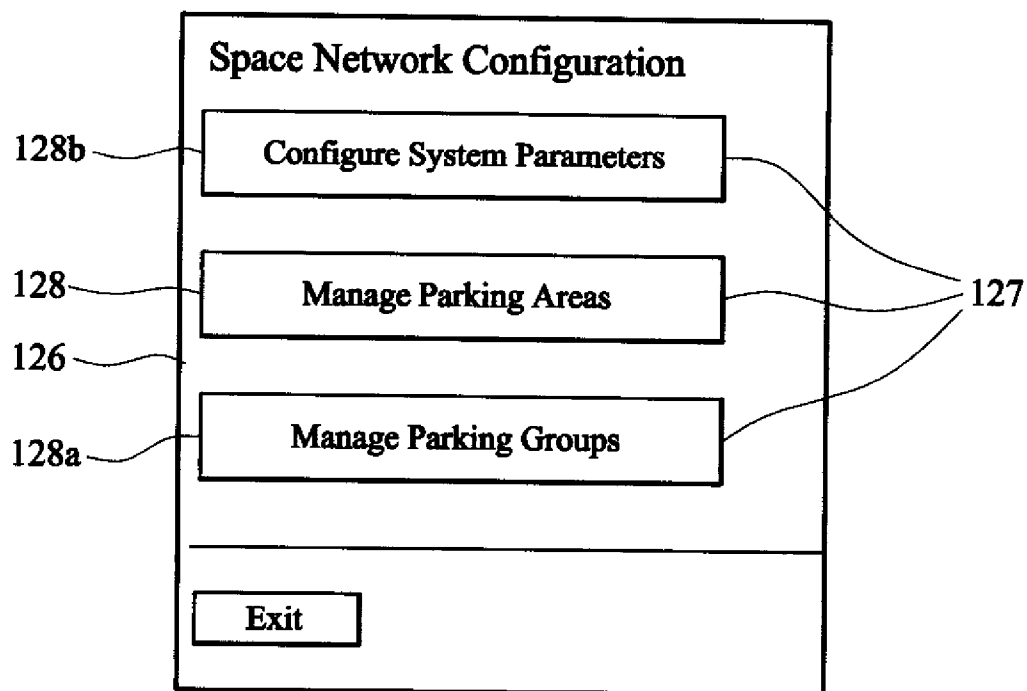 Space Network Configuration
128b
Configure System Parameters
128
Manage Parking Areas
127
126
128a
Manage Parking Groups
Exit